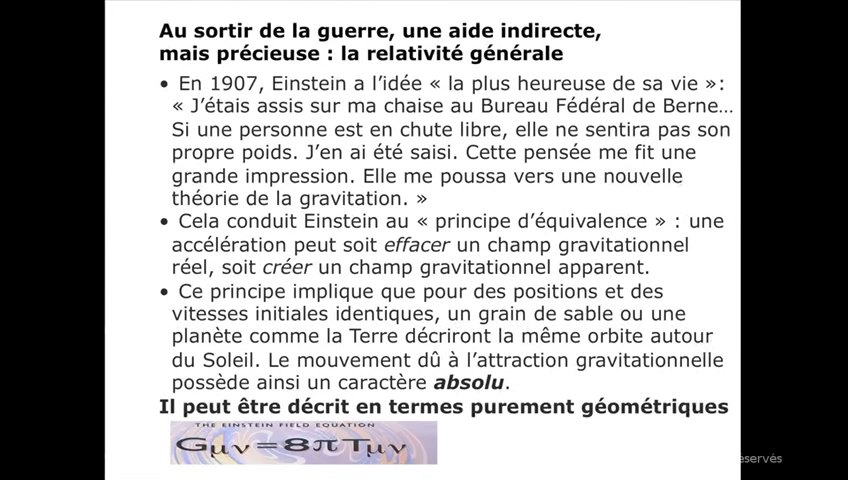 Au sortir de la guerre, une aide indirecte,
mais précieuse : la relativité générale
• En 1907, Einstein a l’idée « la plus heureuse de sa vie »:
« J’étais assis sur ma chaise au Bureau Fédéral de Berne…
Si une personne est en chute libre, elle ne sentira pas son
propre poids. J’en ai été saisi. Cette pensée me fit une
grande impression. Elle me poussa vers une nouvelle
théorie de la gravitation. »
• Cela conduit Einstein au « principe d’équivalence » : une
accélération peut soit effacer un champ gravitationnel
réel, soit créer un champ gravitationnel apparent.
• Ce principe implique que pour des positions et des
vitesses initiales identiques, un grain de sable ou une
planète comme la Terre décriront la même orbite autour
du Soleil. Le mouvement dû à l’attraction gravitationnelle
possède ainsi un caractère absolu.
Il peut être décrit en termes purement géométriques
THE EINSTEIN FIELD EQUATION
Gμν=8πTμν